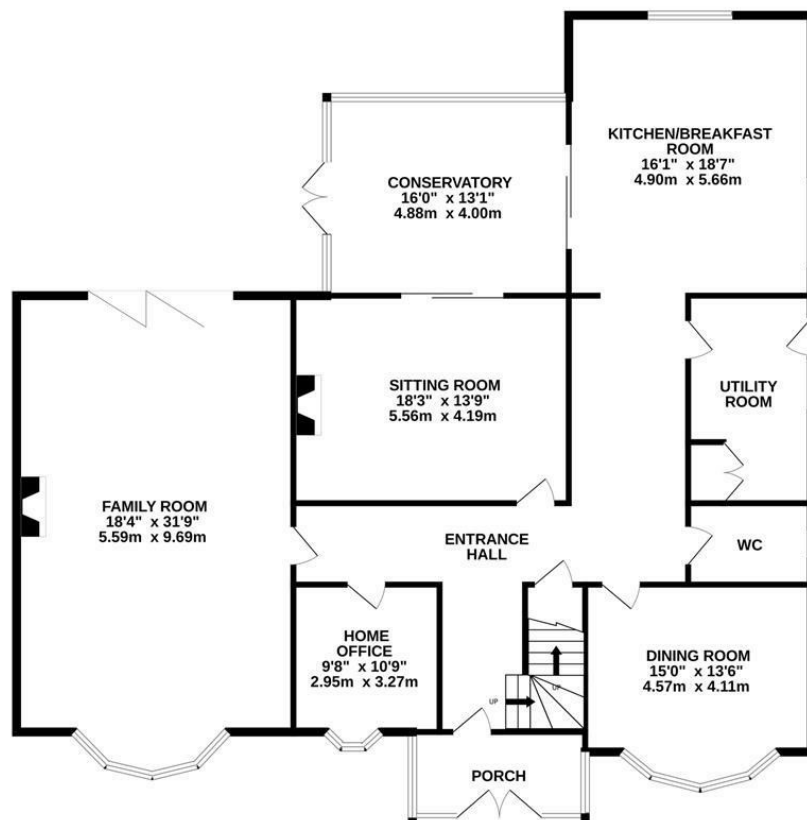 KITCHEN/BREAKFAST
ROOM
16'1" x 18'7"
4.90m x 5.66m
CONSERVATORY
16'0" x 13'1"
4.88m x 4.00m
SITTING ROOM
18'3" x 13'9"
5.56m x 4.19m
UTILITY
ROOM
FAMILY ROOM
18'4" x 31'9"
5.59m x 9.69m
ENTRANCE
HALL
WC
HOME
OFFICE
9'8" x 10'9"
2.95m x 3.27m
DINING ROOM
15'0" x 13'6"
4.57m x 4.11m
UP
UP
PORCH